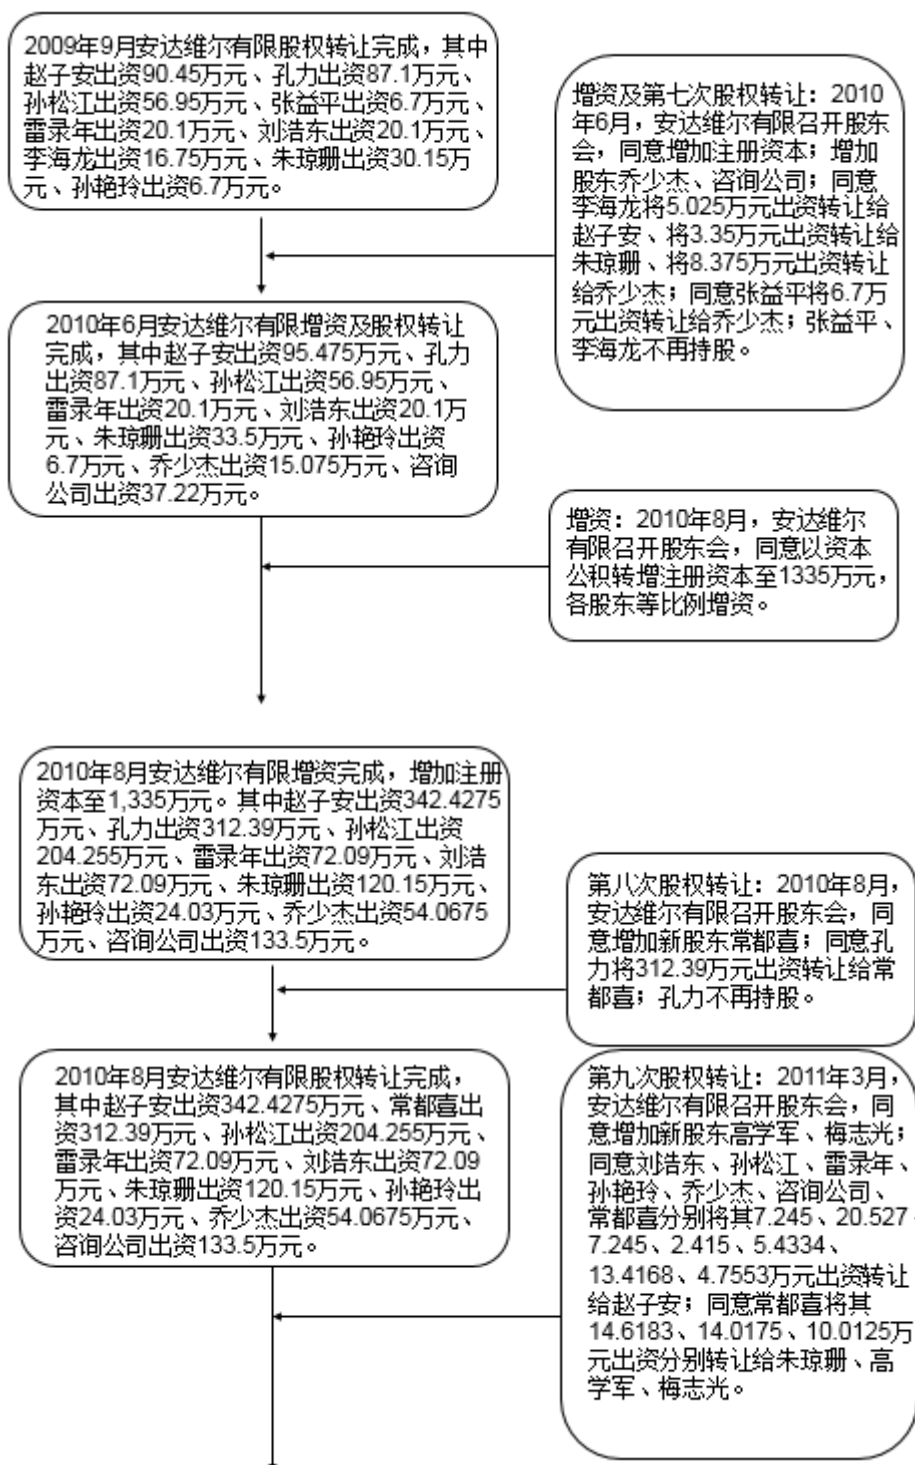 2009年9月安达维尔有限股权转让完成，其中
赵子安出资90.45万元、孔力出资87.1万元、
孙松江出资56.95万元、张益平出资6.7万元、
雷录年出资20.1万元、刘浩东出资20.1万元、
李海龙出资16.75万元、朱琼珊出资30.15万
元、孙艳玲出资6.7万元。
增资及第七次股权转让：2010
年6月，安达维尔有限召开股东
会，同意增加注册资本；增加
股东乔少杰、咨询公司；同意
李海龙将5.025万元出资转让给
赵子安、将3.35万元出资转让给
朱琼珊、将8.375万元出资转让
给乔少杰；同意张益平将6.7万
元出资转让给乔少杰；张益平、
李海龙不再持股。
2010年6月安达维尔有限增资及股权转让
完成，其中赵子安出资95.475万元、孔力
出资87.1万元、孙松江出资56.95万元、
雷录年出资20.1万元、刘浩东出资20.1万
元、朱琼珊出资33.5万元、孙艳玲出资
6.7万元、乔少杰出资15.075万元、咨询
公司出资37.22万元。
增资：2010年8月，安达维尔
有限召开股东会，同意以资本
公积转增注册资本至1335万元，
各股东等比例增资。
2010年8月安达维尔有限增资完成，增加注册
资本至1,335万元。其中赵子安出资342.4275
万元、孔力出资312.39万元、孙松江出资
204.255万元、雷录年出资72.09万元、刘浩
东出资72.09万元、朱琼珊出资120.15万元、
孙艳玲出资24.03万元、乔少杰出资54.0675
万元、咨询公司出资133.5万元。
第八次股权转让：2010年8月，
安达维尔有限召开股东会，同
意增加新股东常都喜；同意孔
力将312.39万元出资转让给常
都喜；孔力不再持股。
2010年8月安达维尔有限股权转让完成，
其中赵子安出资342.4275万元、常都喜出
资312.39万元、孙松江出资204.255万元、
雷录年出资72.09万元、刘浩东出资72.09
万元、朱琼珊出资120.15万元、孙艳玲出
资24.03万元、乔少杰出资54.0675万元、
咨询公司出资133.5万元。
第九次股权转让：2011年3月，
安达维尔有限召开股东会，同
意增加新股东高学军、梅志光；
同意刘浩东、孙松江、雷录年、
孙艳玲、乔少杰、咨询公司、
常都喜分别将其7.245、20.527、
7.245、2.415、5.4334、
13.4168、4.7553万元出资转让
给赵子安；同意常都喜将其
14.6183、14.0175、10.0125万
元出资分别转让给朱琼珊、高
学军、梅志光。